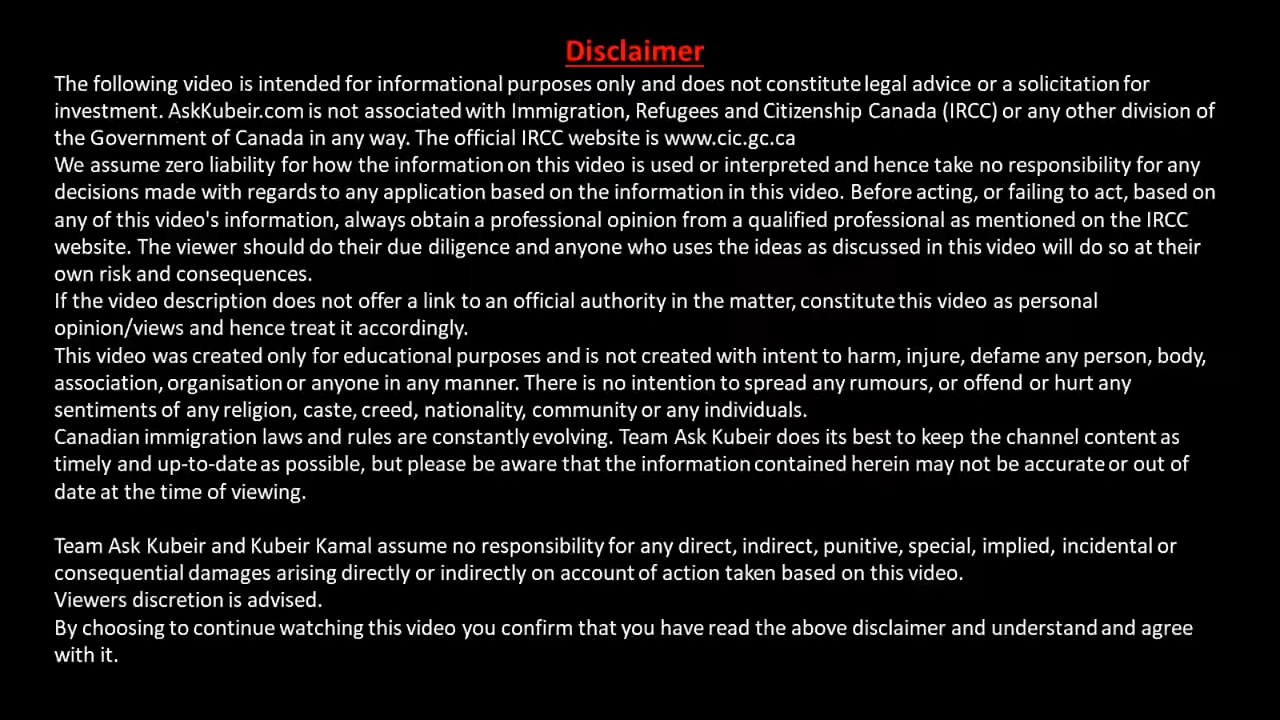 Disclaimer
The following video is intended for informational purposes only and does not constitute legal advice or a solicitation for
investment. AskKubeir.com is not associated with Immigration, Refugees and Citizenship Canada (IRCC) or any other division of
the Government of Canada in any way. The official IRCC website is www.cic.gc.ca
We assume zero liability for how the information on this video is used or interpreted and hence take no responsibility for any
decisions made with regards to any application based on the information in this video. Before acting, or failing to act, based on
any of this video's information, always obtain a professional opinion from a qualified professional as mentioned on the IRCC
website. The viewer should do their due diligence and anyone who uses the ideas as discussed in this video will do so at their
own risk and consequences.
If the video description does not offer a link to an official authority in the matter, constitute this video as personal
opinion/views and hence treat it accordingly.
This video was created only for educational purposes and is not created with intent to harm, injure, defame any person, body,
association, organisation or anyone in any manner. There is no intention to spread any rumours, or offend or hurt any
sentiments of any religion, caste, creed, nationality, community or any individuals.
Canadian immigration laws and rules are constantly evolving. Team Ask Kubeir does its best to keep the channel content as
timely and up-to-date as possible, but please be aware that the information contained herein may not be accurate or out of
date at the time of viewing.
Team Ask Kubeir and Kubeir Kamal assume no responsibility for any direct, indirect, punitive, special, implied, incidental or
consequential damages arising directly or indirectly on account of action taken based on this video.
Viewers discretion is advised.
By choosing to continue watching this video you confirm that you have read the above disclaimer and understand and agree
with it.